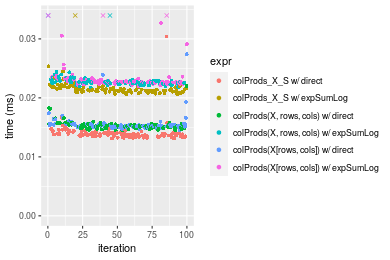 0.03
0.02
0.01
0.00
0
25
50
75
100
iteration
time (ms)
expr
colProds_X_S w/ direct
colProds_X_S w/ expSumLog
colProds(X, rows, cols) w/ direct
colProds(X, rows, cols) w/ expSumLog
colProds(X[rows, cols]) w/ direct
colProds(X[rows, cols]) w/ expSumLog